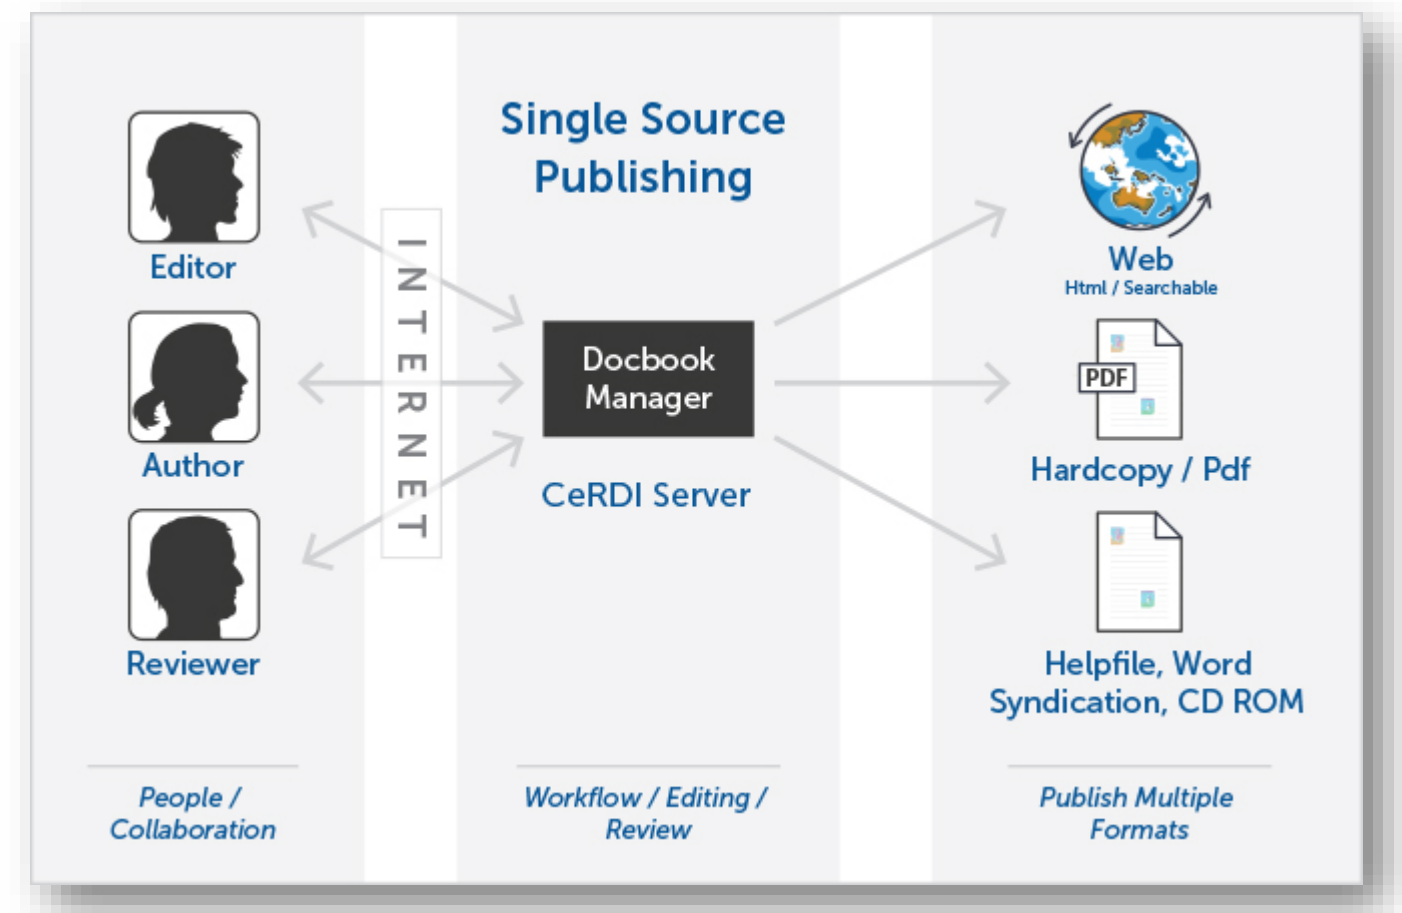 Single Source
Publishing
Editor
Author
Reviewer
INTERNET
Docbook
Manager
CeRDI Server
Web
Html / Searchable
PDF
Hardcopy / Pdf
Helpfile, Word
Syndication, CD ROM
People /
Collaboration
Workflow / Editing /
Review
Publish Multiple
Formats